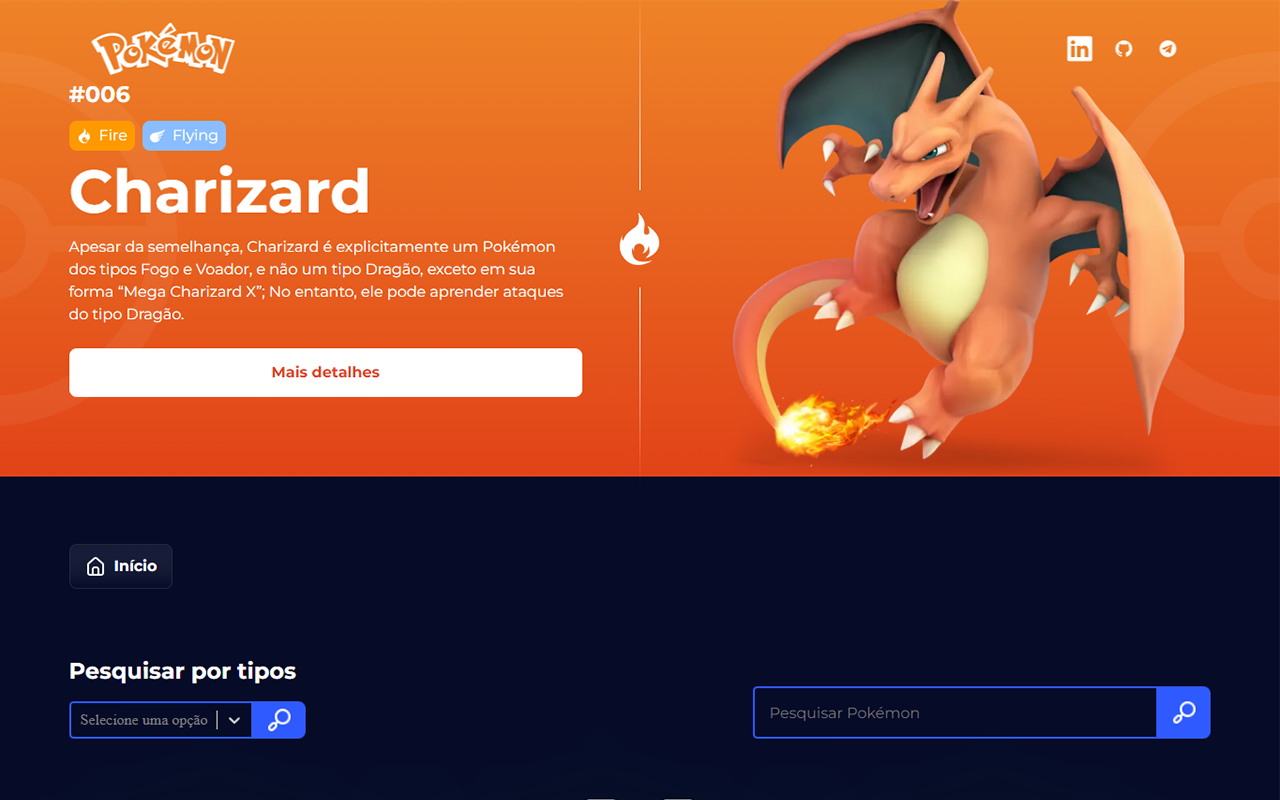 POKÉMON
#006
Fire
Flying
Charizard
Apesar da semelhança, Charizard é explicitamente um Pokémon
dos tipos Fogo e Voador, e não um tipo Dragão, exceto em sua
forma “Mega Charizard X”; No entanto, ele pode aprender ataques
do tipo Dragão.
Mais detalhes
in
Início
Pesquisar por tipos
Selecione uma opção
Pesquisar Pokémon